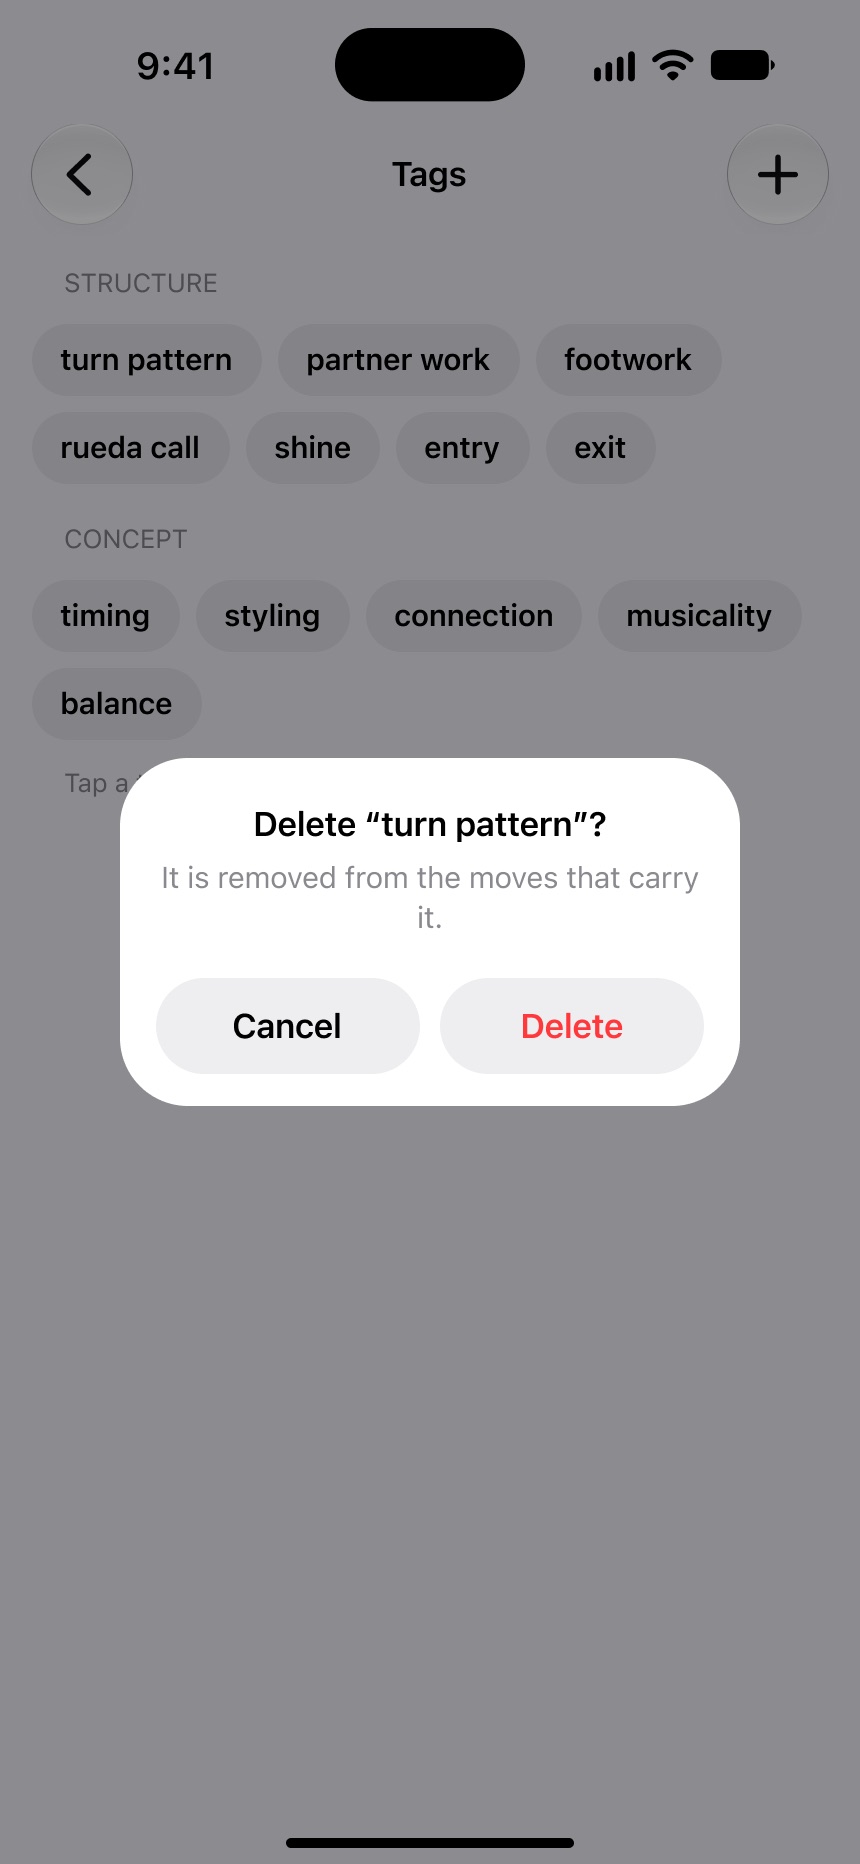 9:41
Tags
STRUCTURE
turn pattern partner work footwork
rueda call shine entry exit
CONCEPT
timing styling connection musicality
balance
Tap a
Delete “turn pattern”?
It is removed from the moves that carry
it.
Cancel Delete